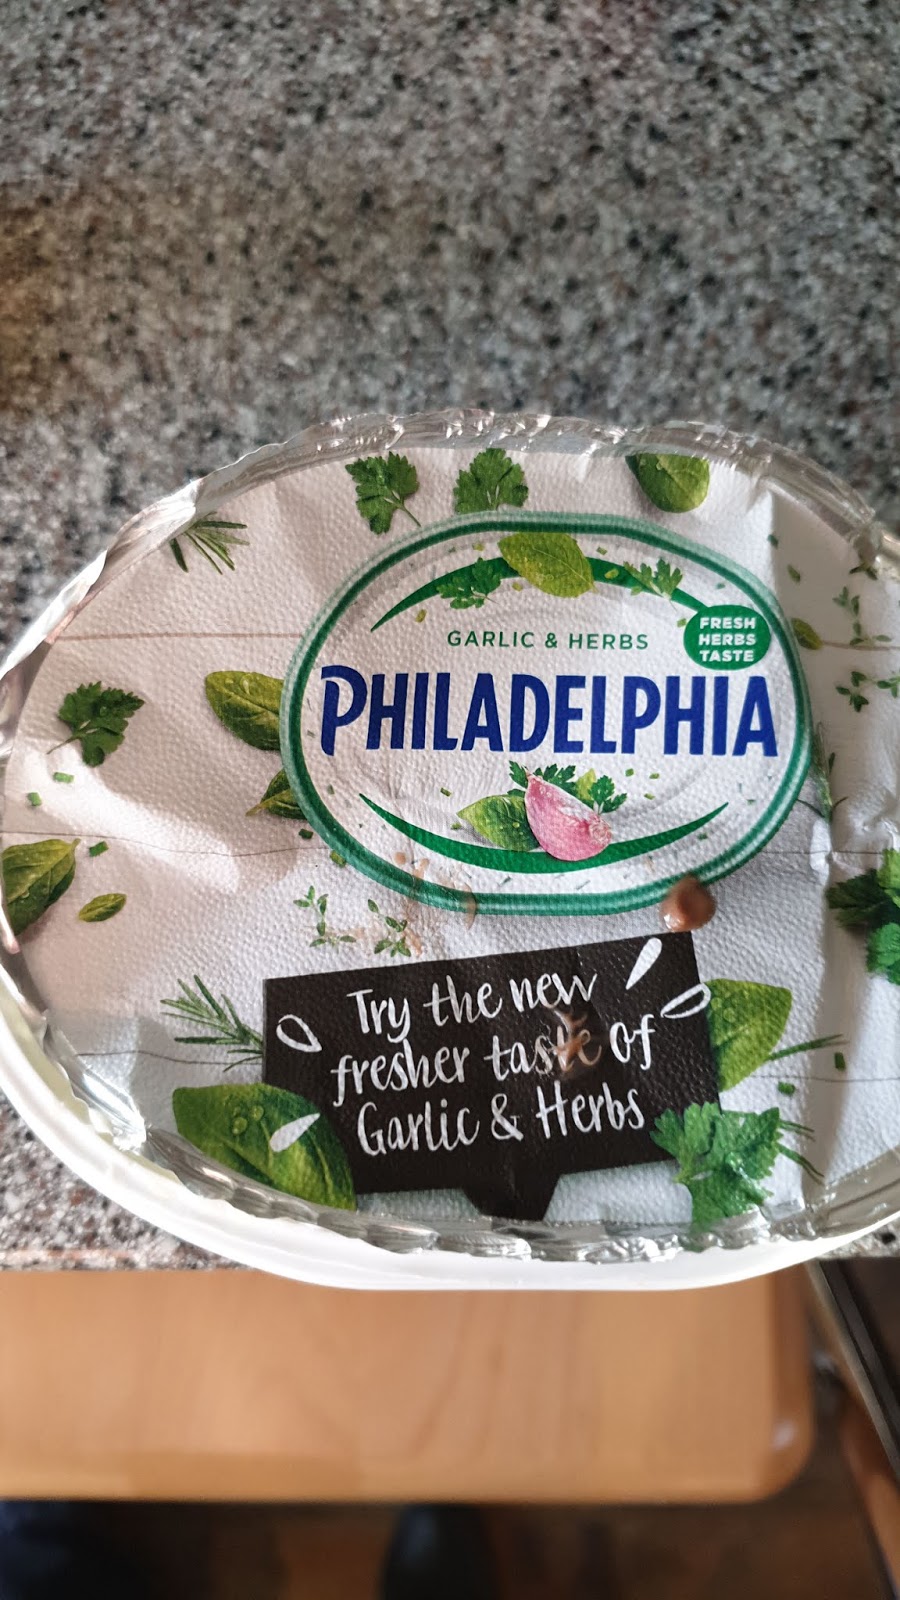 GARLIC & HERBS
FRESH
HERBS
TASTE
PHILADELPHIA
Try the new
fresher taste of
Garlic & Herbs